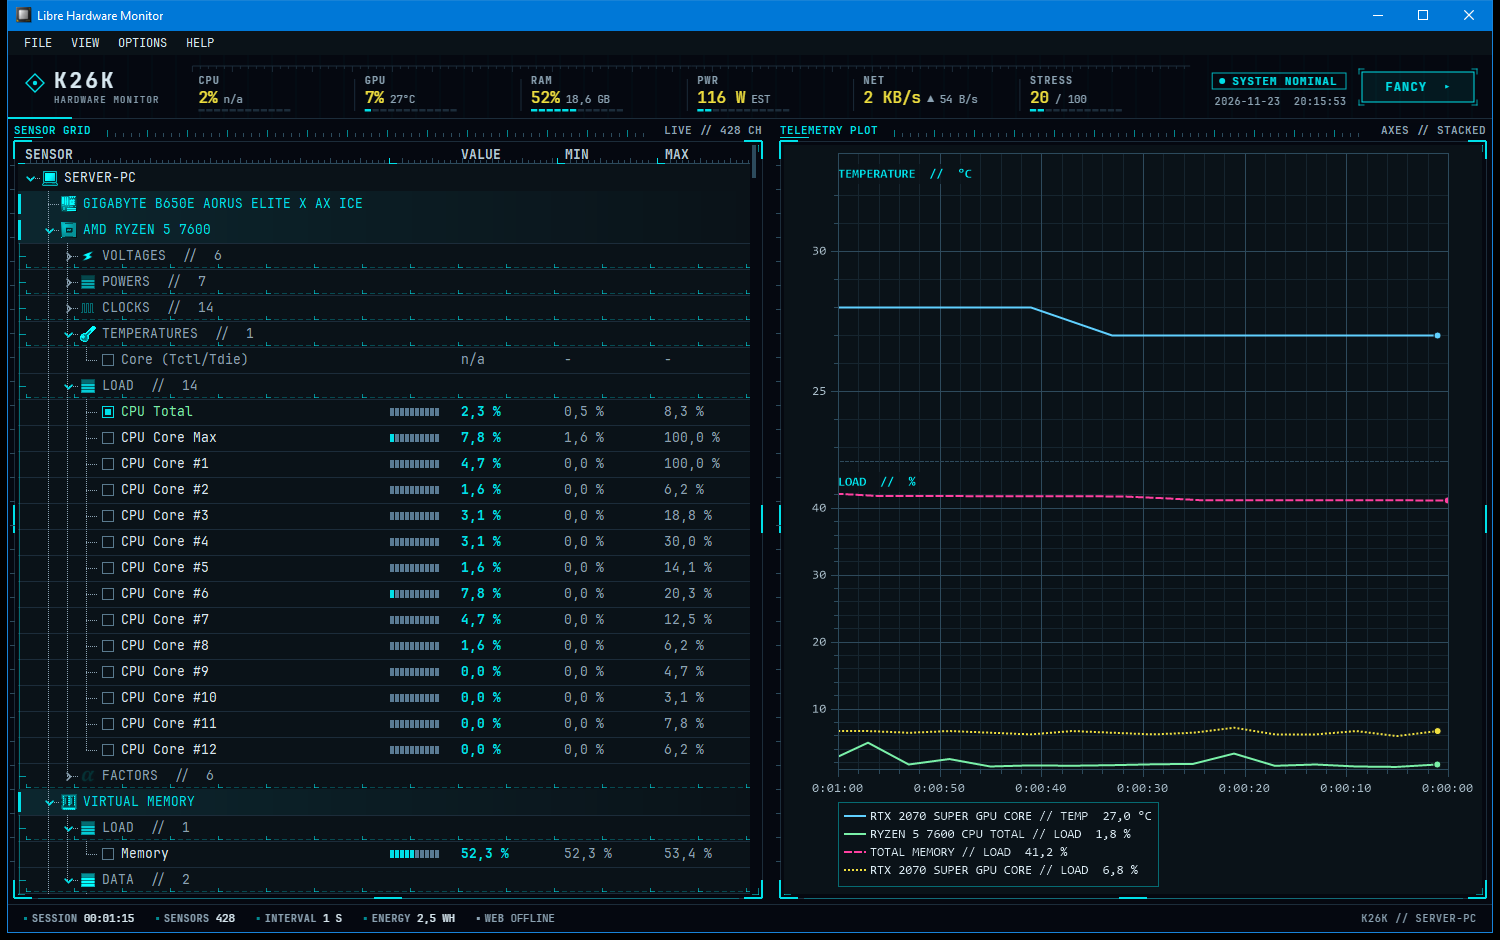 Libre Hardware Monitor
FILE VIEW OPTIONS HELP
K26K
HARDWARE MONITOR
CPU
2% n/a
GPU
7% 27°C
RAM
52% 18,6 GB
PWR
116 W EST
NET
2 KB/s ▲ 54 B/s
STRESS
20 / 100
● SYSTEM NOMINAL
2026-11-23 20:15:53
FANCY ▸
SENSOR GRID LIVE // 428 CH
SENSOR VALUE MIN MAX
SERVER-PC
GIGABYTE B650E AORUS ELITE X AX ICE
AMD RYZEN 5 7600
VOLTAGES // 6
POWERS // 7
CLOCKS // 14
TEMPERATURES // 1
Core (Tctl/Tdie) n/a - -
LOAD // 14
CPU Total 2,3 % 0,5 % 8,3 %
CPU Core Max 7,8 % 1,6 % 100,0 %
CPU Core #1 4,7 % 0,0 % 100,0 %
CPU Core #2 1,6 % 0,0 % 6,2 %
CPU Core #3 3,1 % 0,0 % 18,8 %
CPU Core #4 3,1 % 0,0 % 30,0 %
CPU Core #5 1,6 % 0,0 % 14,1 %
CPU Core #6 7,8 % 0,0 % 20,3 %
CPU Core #7 4,7 % 0,0 % 12,5 %
CPU Core #8 1,6 % 0,0 % 6,2 %
CPU Core #9 0,0 % 0,0 % 4,7 %
CPU Core #10 0,0 % 0,0 % 3,1 %
CPU Core #11 0,0 % 0,0 % 7,8 %
CPU Core #12 0,0 % 0,0 % 6,2 %
α FACTORS // 6
VIRTUAL MEMORY
LOAD // 1
Memory 52,3 % 52,3 % 53,4 %
DATA // 2
TELEMETRY PLOT AXES // STACKED
TEMPERATURE // °C
30
25
LOAD // %
40
30
20
10
0:01:00 0:00:50 0:00:40 0:00:30 0:00:20 0:00:10 0:00:00
RTX 2070 SUPER GPU CORE // TEMP 27,0 °C
RYZEN 5 7600 CPU TOTAL // LOAD 1,8 %
TOTAL MEMORY // LOAD 41,2 %
RTX 2070 SUPER GPU CORE // LOAD 6,8 %
SESSION 00:01:15 SENSORS 428 INTERVAL 1 S ENERGY 2,5 WH WEB OFFLINE
K26K // SERVER-PC